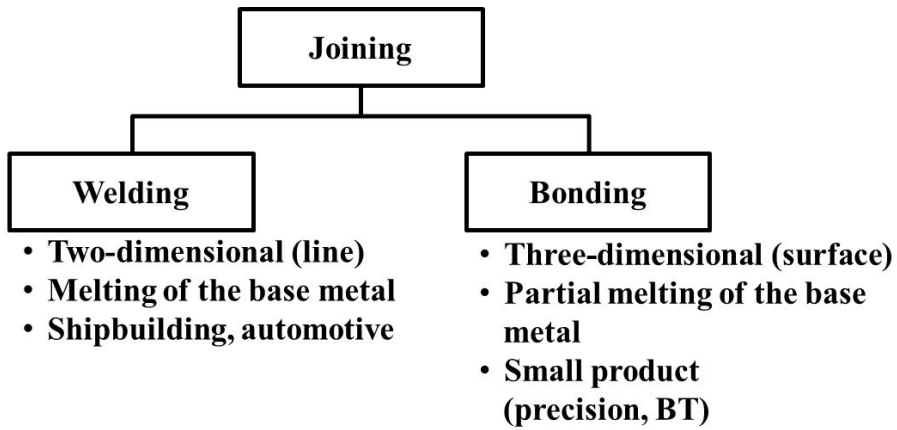 Joining
Welding
• Two-dimensional (line)
• Melting of the base metal
• Shipbuilding, automotive
Bonding
• Three-dimensional (surface)
• Partial melting of the base
metal
• Small product
(precision, BT)